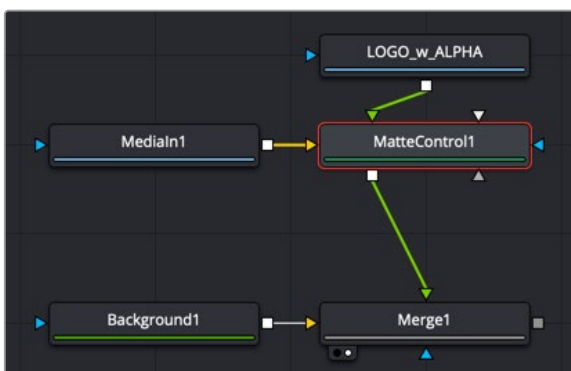 LOGO_w_ALPHA
MediaIn1
MatteControl1
Background1
Merge1